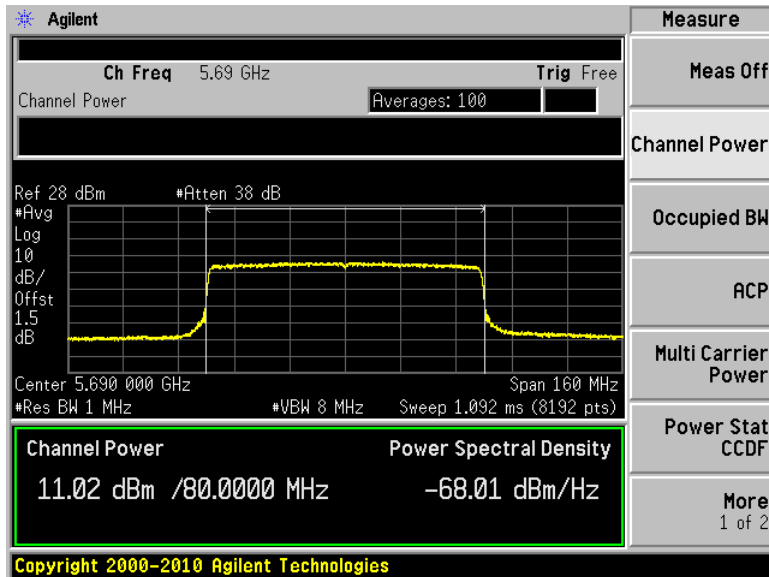 Agilent
Measure
Ch Freq 5.69 GHz Trig Free
Channel Power Averages: 100
Ref 28 dBm #Atten 38 dB
#Avg
Log
10
dB/
Offst
1.5
dB
Center 5.690 000 GHz Span 160 MHz
#Res BW 1 MHz #VBW 8 MHz Sweep 1.092 ms (8192 pts)
Channel Power Power Spectral Density
11.02 dBm /80.0000 MHz -68.01 dBm/Hz
Copyright 2000-2010 Agilent Technologies
Meas Off
Channel Power
Occupied BW
ACP
Multi Carrier
Power
Power Stat
CCDF
More
1 of 2